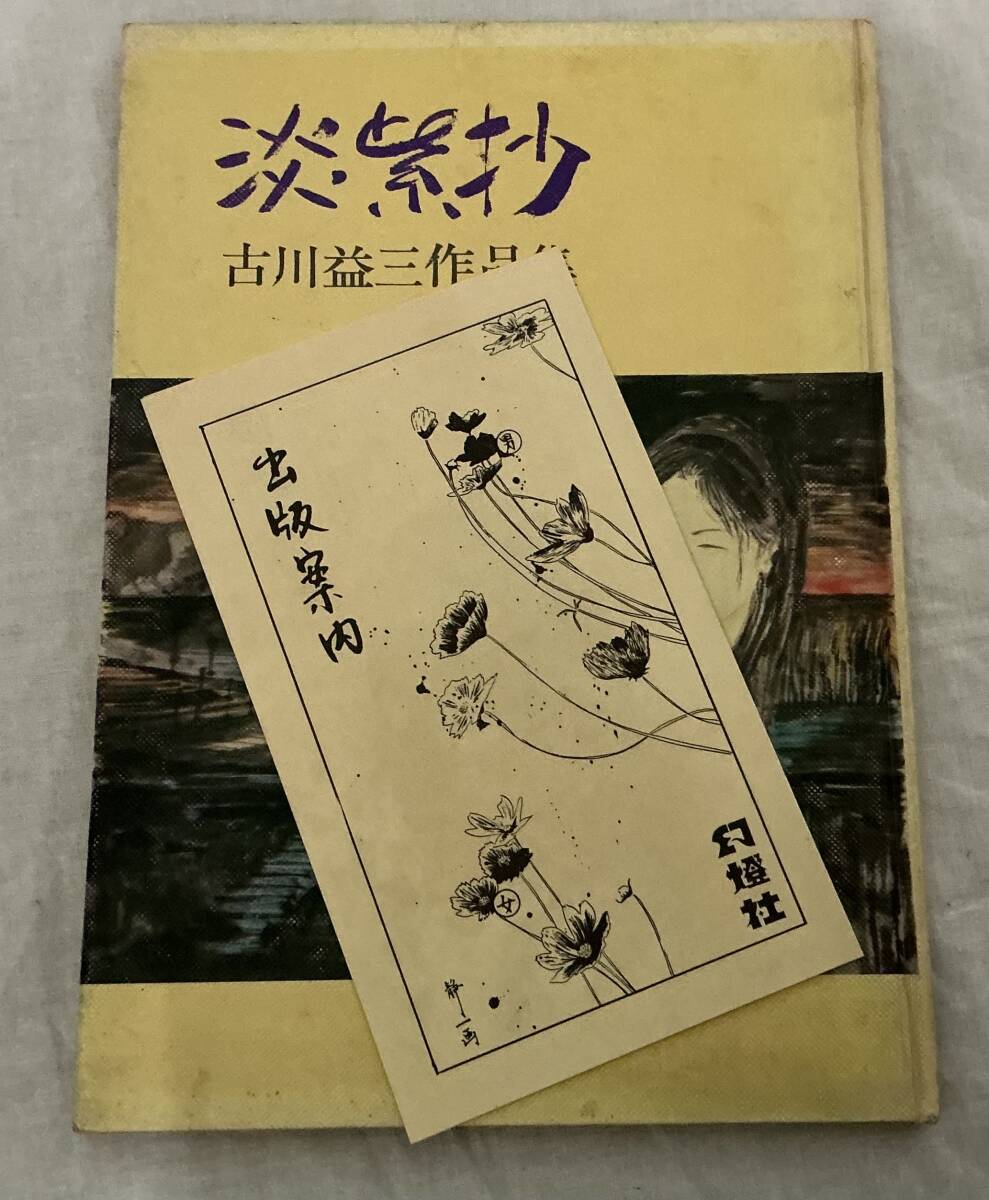 淡紫抄
古川益三作品集
出版案内
男
女
幻燈社
静一画